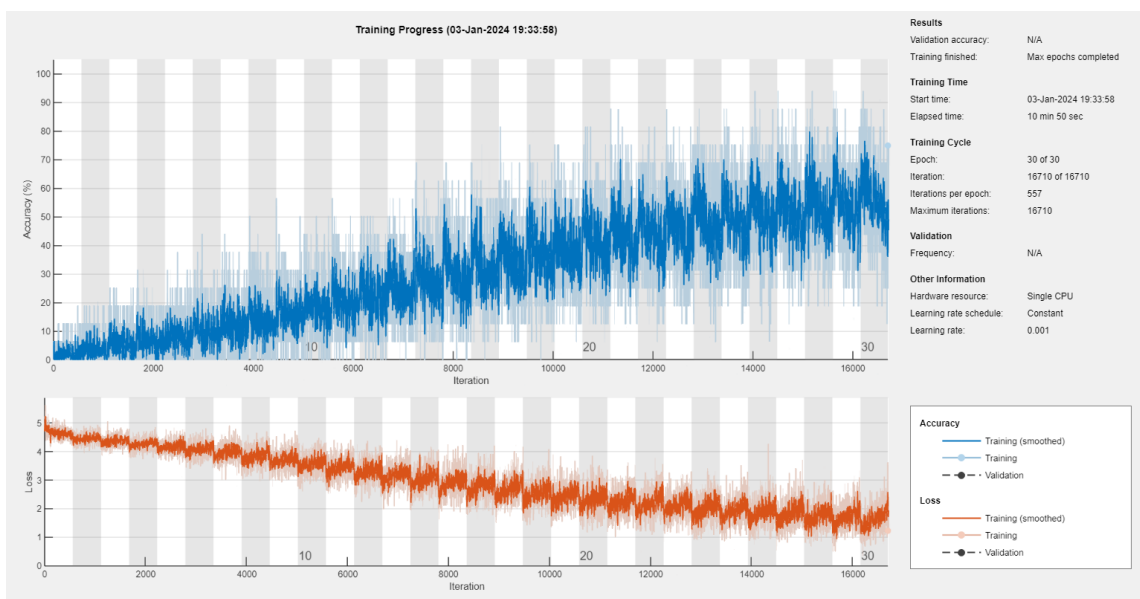 Training Progress (03-Jan-2024 19:33:58)
100
90
80
70
60
50
40
30
20
10
0
Accuracy (%)
10
20
30
0 2000 4000 6000 8000 10000 12000 14000 16000
Iteration
5
4
3
2
1
0
Loss
10
20
30
0 2000 4000 6000 8000 10000 12000 14000 16000
Iteration
Results
Validation accuracy: N/A
Training finished: Max epochs completed
Training Time
Start time: 03-Jan-2024 19:33:58
Elapsed time: 10 min 50 sec
Training Cycle
Epoch: 30 of 30
Iteration: 16710 of 16710
Iterations per epoch: 557
Maximum iterations: 16710
Validation
Frequency: N/A
Other Information
Hardware resource: Single CPU
Learning rate schedule: Constant
Learning rate: 0.001
Accuracy
Training (smoothed)
Training
Validation
Loss
Training (smoothed)
Training
Validation